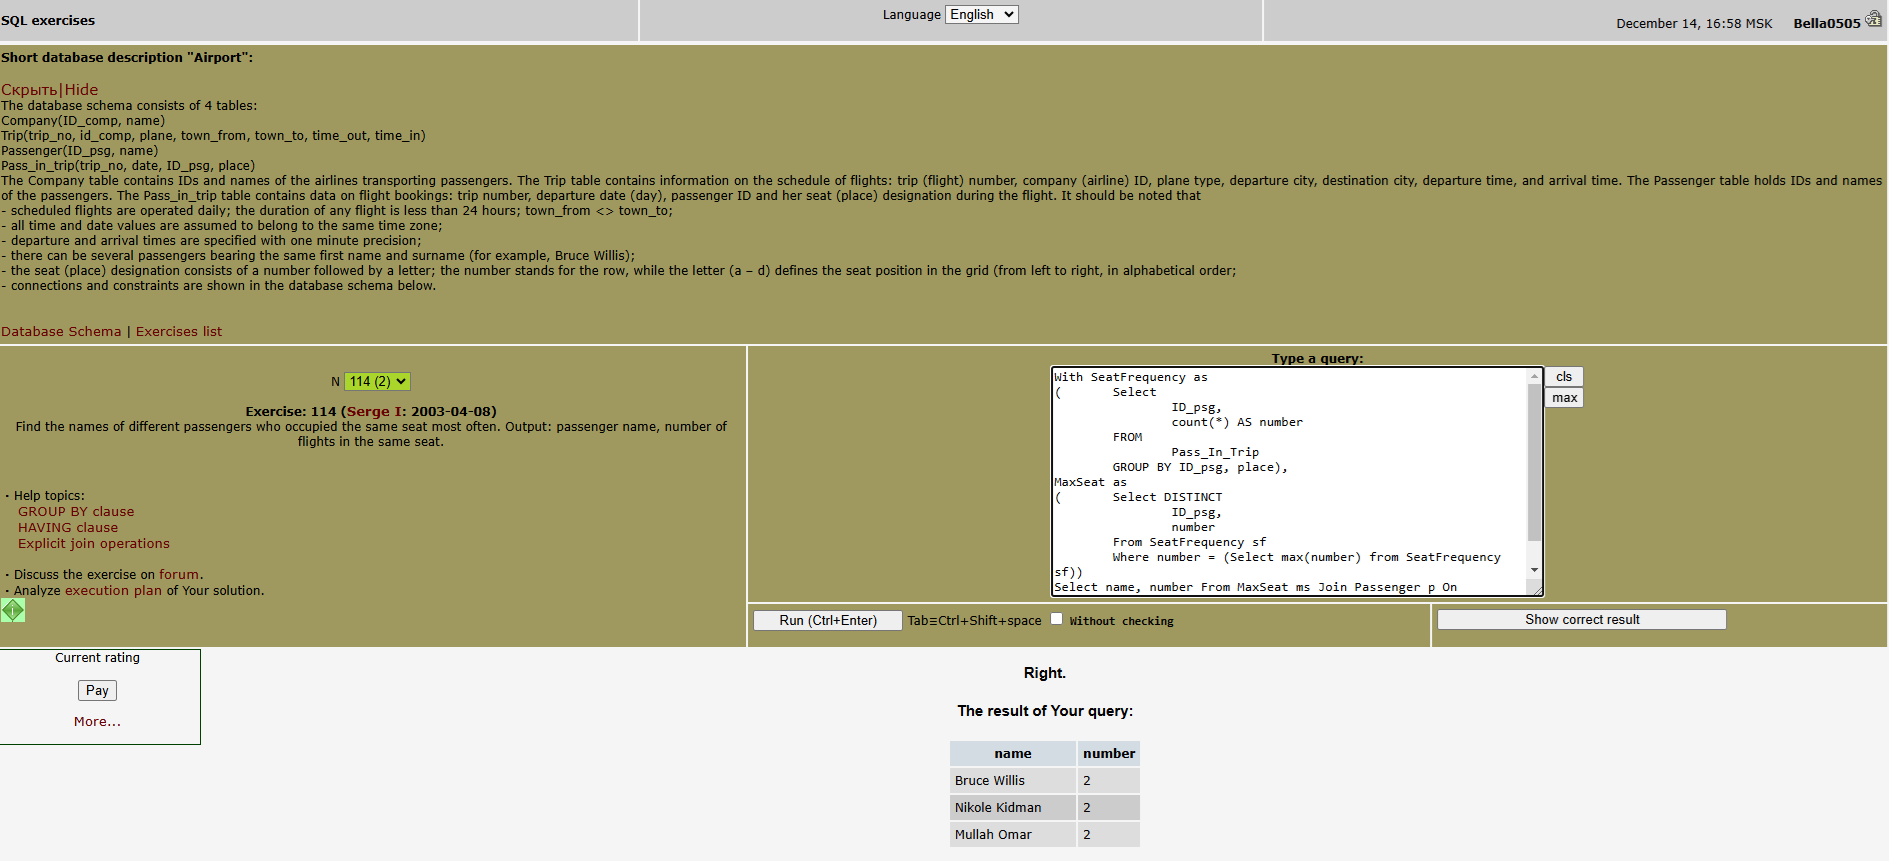 SQL exercises
Language English
December 14, 16:58 MSK Bella0505
Short database description "Airport":
Скрыть|Hide
The database schema consists of 4 tables:
Company(ID_comp, name)
Trip(trip_no, id_comp, plane, town_from, town_to, time_out, time_in)
Passenger(ID_psg, name)
Pass_in_trip(trip_no, date, ID_psg, place)
The Company table contains IDs and names of the airlines transporting passengers. The Trip table contains information on the schedule of flights: trip (flight) number, company (airline) ID, plane type, departure city, destination city, departure time, and arrival time. The Passenger table holds IDs and names
of the passengers. The Pass_in_trip table contains data on flight bookings: trip number, departure date (day), passenger ID and her seat (place) designation during the flight. It should be noted that
- scheduled flights are operated daily; the duration of any flight is less than 24 hours; town_from <> town_to;
- all time and date values are assumed to belong to the same time zone;
- departure and arrival times are specified with one minute precision;
- there can be several passengers bearing the same first name and surname (for example, Bruce Willis);
- the seat (place) designation consists of a number followed by a letter; the number stands for the row, while the letter (a – d) defines the seat position in the grid (from left to right, in alphabetical order;
- connections and constraints are shown in the database schema below.
Database Schema | Exercises list
N 114 (2)
Exercise: 114 (Serge I: 2003-04-08)
Find the names of different passengers who occupied the same seat most often. Output: passenger name, number of
flights in the same seat.
· Help topics:
GROUP BY clause
HAVING clause
Explicit join operations
· Discuss the exercise on forum.
· Analyze execution plan of Your solution.
Type a query:
With SeatFrequency as
( Select
ID_psg,
count(*) AS number
FROM
Pass_In_Trip
GROUP BY ID_psg, place),
MaxSeat as
( Select DISTINCT
ID_psg,
number
From SeatFrequency sf
Where number = (Select max(number) from SeatFrequency
sf))
Select name, number From MaxSeat ms Join Passenger p On
cls
max
Run (Ctrl+Enter) Tab≡Ctrl+Shift+space Without checking
Show correct result
Current rating
Pay
More...
Right.
The result of Your query:
name number
Bruce Willis 2
Nikole Kidman 2
Mullah Omar 2